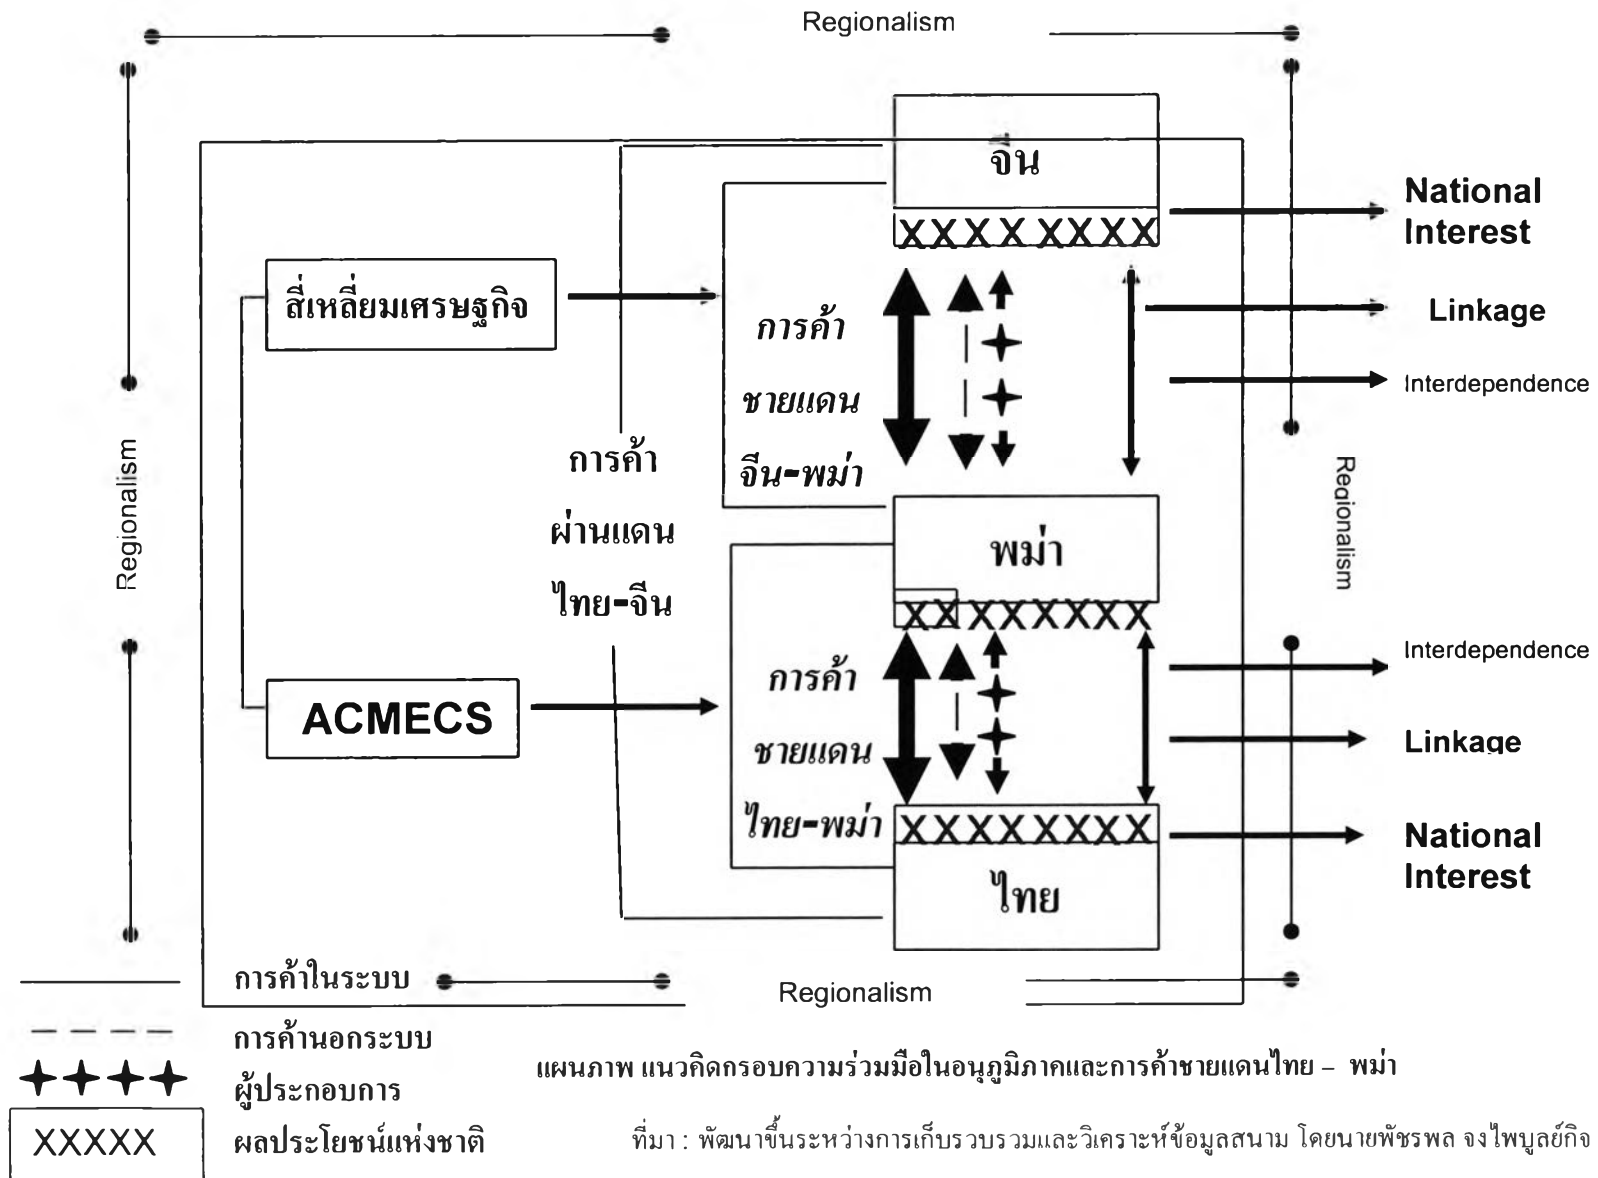 Regionalism
จีน
XXXX XXXX
National
Interest
สี่เหลี่ยมเศรษฐกิจ
การค้า
ชายแดน
จีน-พม่า
Linkage
Interdependence
Regionalism
การค้า
ผ่านแดน
ไทย-จีน
Regionalism
พม่า
XXXXXXXX
Interdependence
ACMECS
การค้า
ชายแดน
ไทย-พม่า
Linkage
XXXX XXXX
National
Interest
ไทย
การค้าในระบบ
Regionalism
การค้านอกระบบ
ผู้ประกอบการ
แผนภาพ แนวคิดกรอบความร่วมมือในอนุภูมิภาคและการค้าชายแดนไทย – พม่า
XXXXX
ผลประโยชน์แห่งชาติ
ที่มา : พัฒนาขึ้นระหว่างการเก็บรวบรวมและวิเคราะห์ข้อมูลสนาม โดยนายพัชรพล จงไพบูลย์กิจ